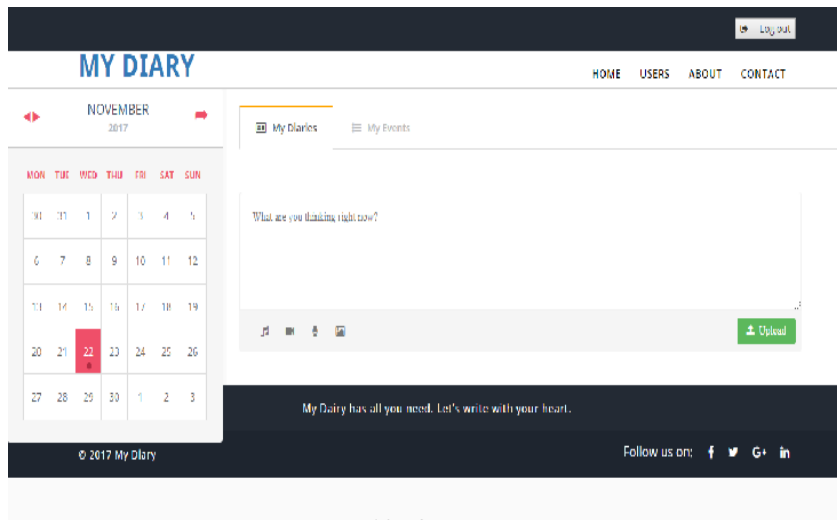 Log out
MY DIARY
HOME USERS ABOUT CONTACT
NOVEMBER
2017
My Diaries My Events
MON TUE WED THU FRI SAT SUN
30 31 1 2 3 4 5
6 7 8 9 10 11 12
13 14 15 16 17 18 19
20 21 22 23 24 25 26
27 28 29 30 1 2 3
What are you thinking right now?
Upload
My Dairy has all you need. Let's write with your heart.
© 2017 My Diary
Follow us on: f G+ in